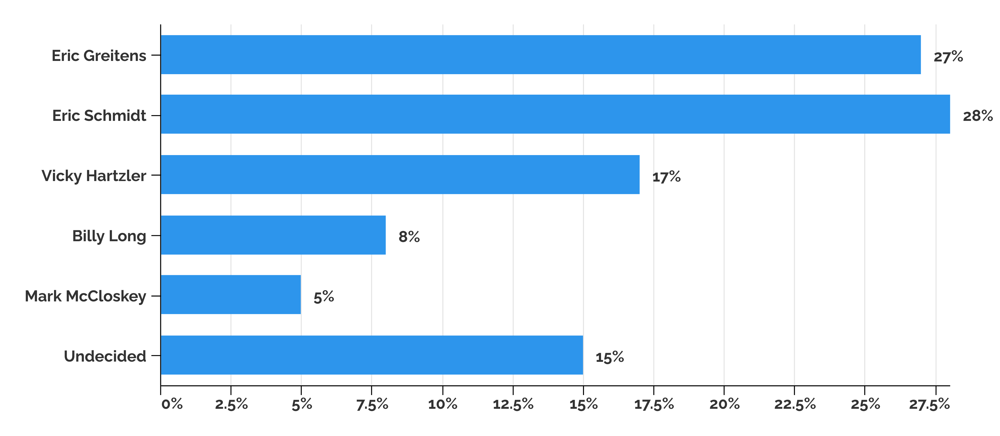 Eric Greitens 27%
Eric Schmidt 28%
Vicky Hartzler 17%
Billy Long 8%
Mark McCloskey 5%
Undecided 15%
0% 2.5% 5% 7.5% 10% 12.5% 15% 17.5% 20% 22.5% 25% 27.5%